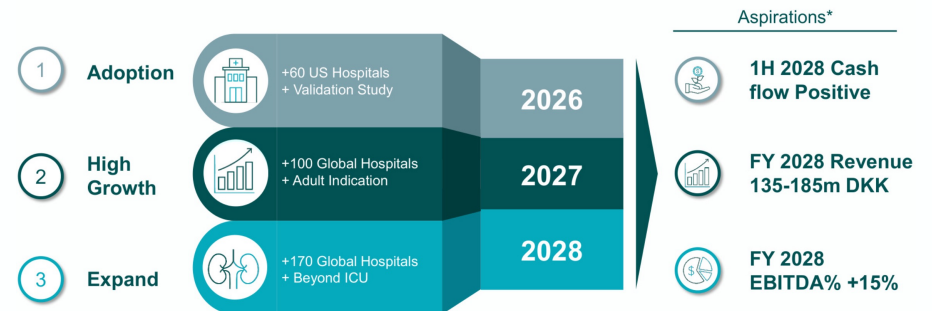 Aspirations*
1
Adoption
+60 US Hospitals
+ Validation Study
2026
1H 2028 Cash
flow Positive
2
High
Growth
+100 Global Hospitals
+ Adult Indication
2027
FY 2028 Revenue
135-185m DKK
3
Expand
+170 Global Hospitals
+ Beyond ICU
2028
FY 2028
EBITDA% +15%